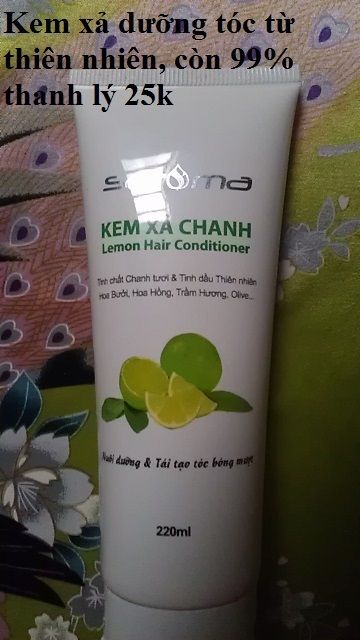 Kem xả dưỡng tóc từ
thiên nhiên, còn 99%
thanh lý 25k
KEM XẢ CHANH
Lemon Hair Conditioner
Tinh chất Chanh tươi & Tinh dầu Thiên nhiên
Hoa Bưởi, Hoa Hồng, Trầm Hương, Olive...
Nuôi dưỡng & Tái tạo tóc bóng mượt
220ml